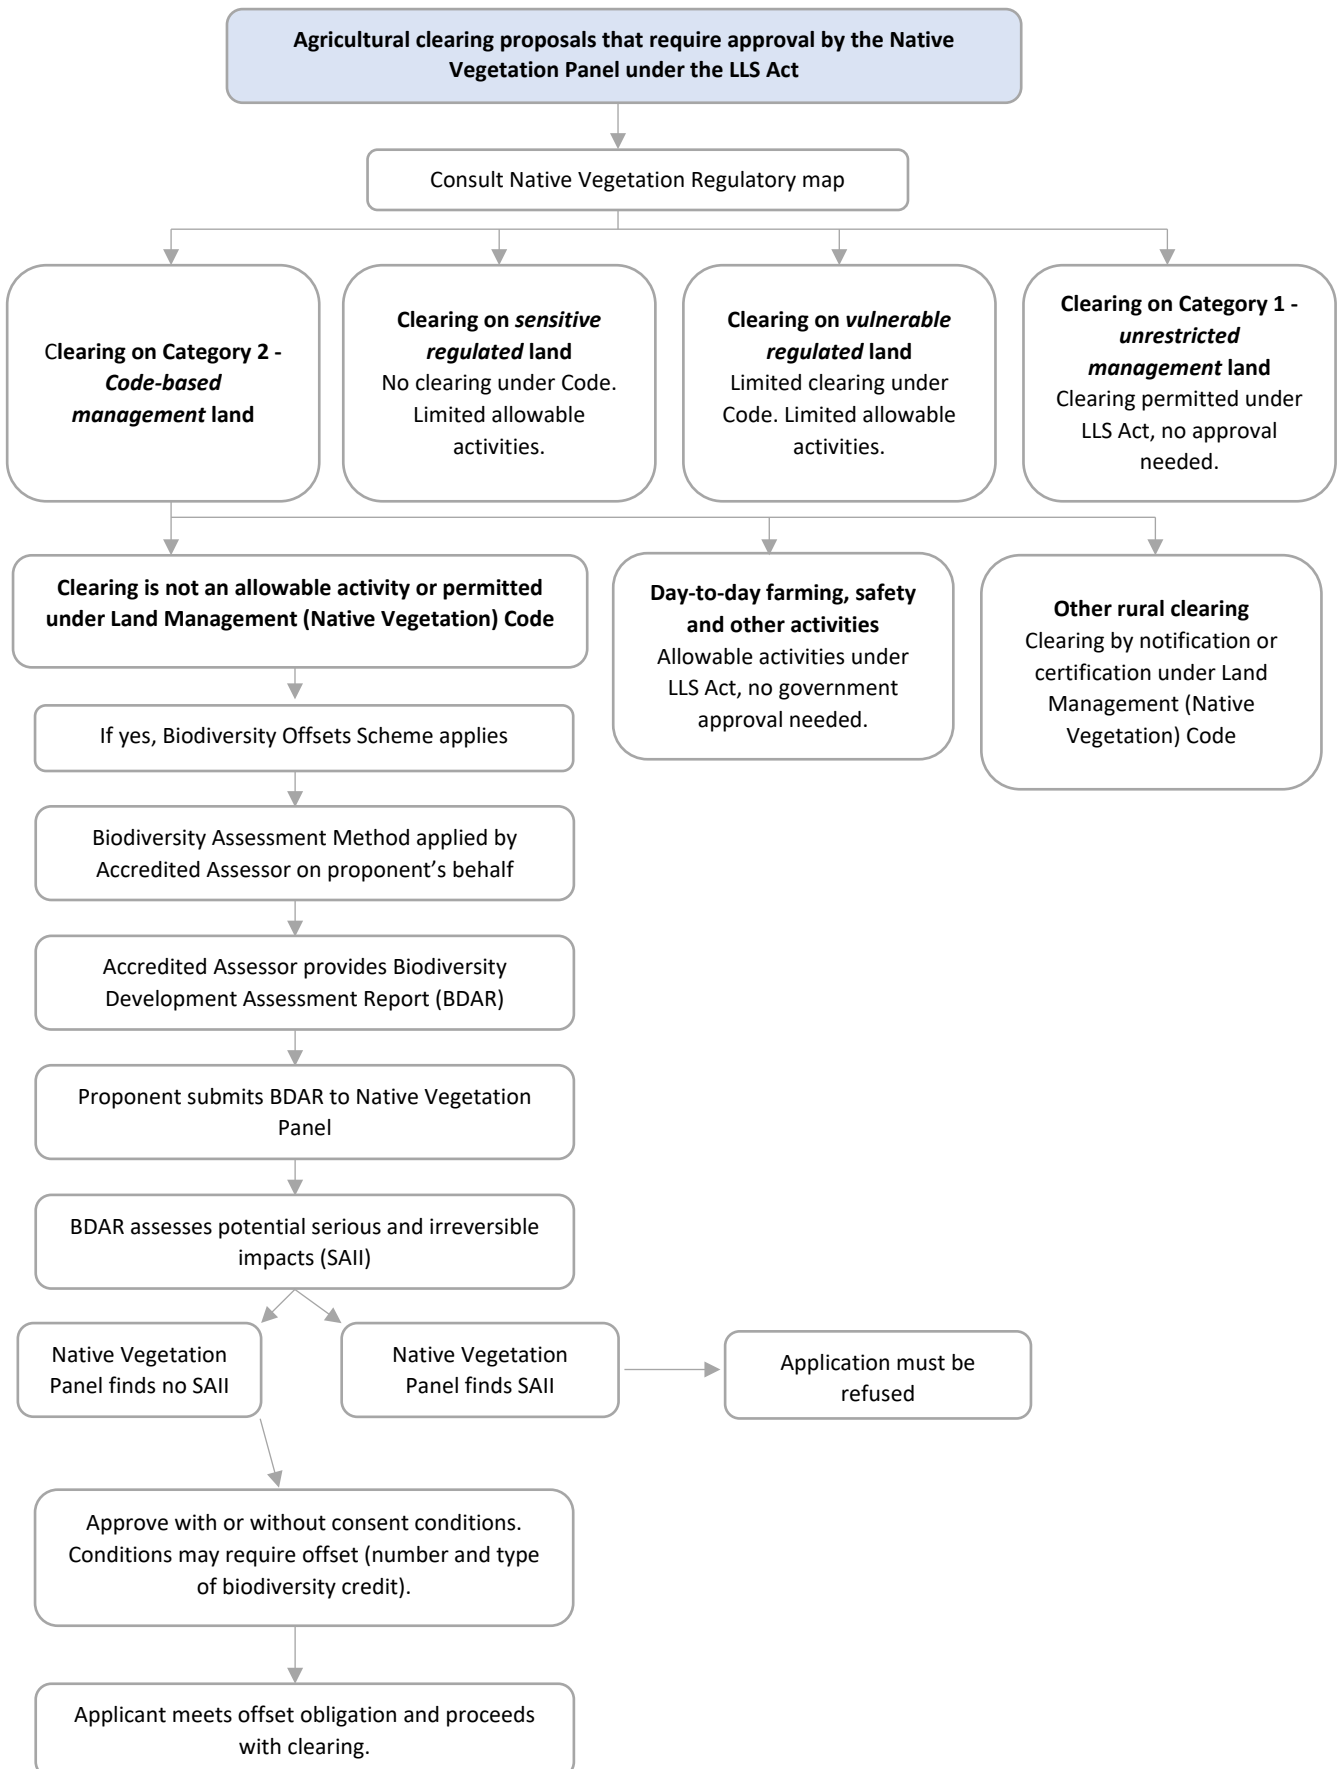 Agricultural clearing proposals that require approval by the Native
Vegetation Panel under the LLS Act
Consult Native Vegetation Regulatory map
Clearing on Category 2 -
Code-based
management land
Clearing on sensitive
regulated land
No clearing under Code.
Limited allowable
activities.
Clearing on vulnerable
regulated land
Limited clearing under
Code. Limited allowable
activities.
Clearing on Category 1 -
unrestricted
management land
Clearing permitted under
LLS Act, no approval
needed.
Clearing is not an allowable activity or permitted
under Land Management (Native Vegetation) Code
Day-to-day farming, safety
and other activities
Allowable activities under
LLS Act, no government
approval needed.
Other rural clearing
Clearing by notification or
certification under Land
Management (Native
Vegetation) Code
If yes, Biodiversity Offsets Scheme applies
Biodiversity Assessment Method applied by
Accredited Assessor on proponent’s behalf
Accredited Assessor provides Biodiversity
Development Assessment Report (BDAR)
Proponent submits BDAR to Native Vegetation
Panel
BDAR assesses potential serious and irreversible
impacts (SAII)
Native Vegetation
Panel finds no SAII
Native Vegetation
Panel finds SAII
Application must be
refused
Approve with or without consent conditions.
Conditions may require offset (number and type
of biodiversity credit).
Applicant meets offset obligation and proceeds
with clearing.